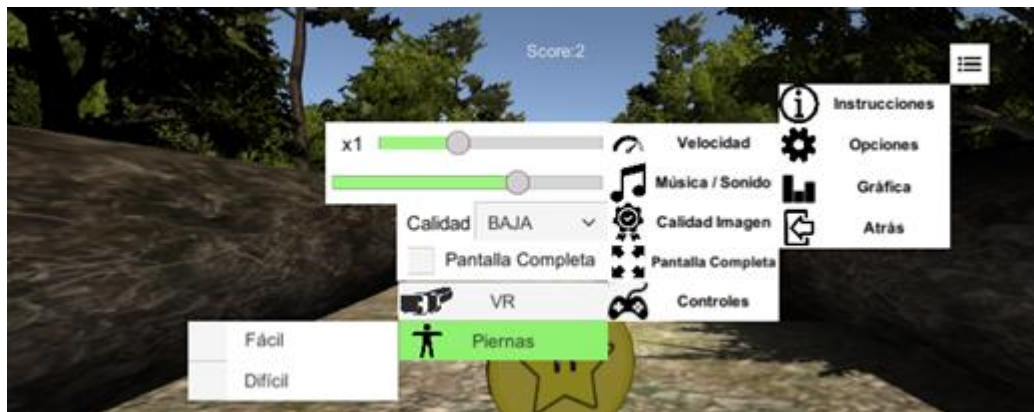 Score:2
Instrucciones
x1
Velocidad
Opciones
Música / Sonido
Gráfica
Calidad
BAJA
Calidad Imagen
Atrás
Pantalla Completa
Pantalla Completa
VR
Controles
Fácil
Piernas
Difícil